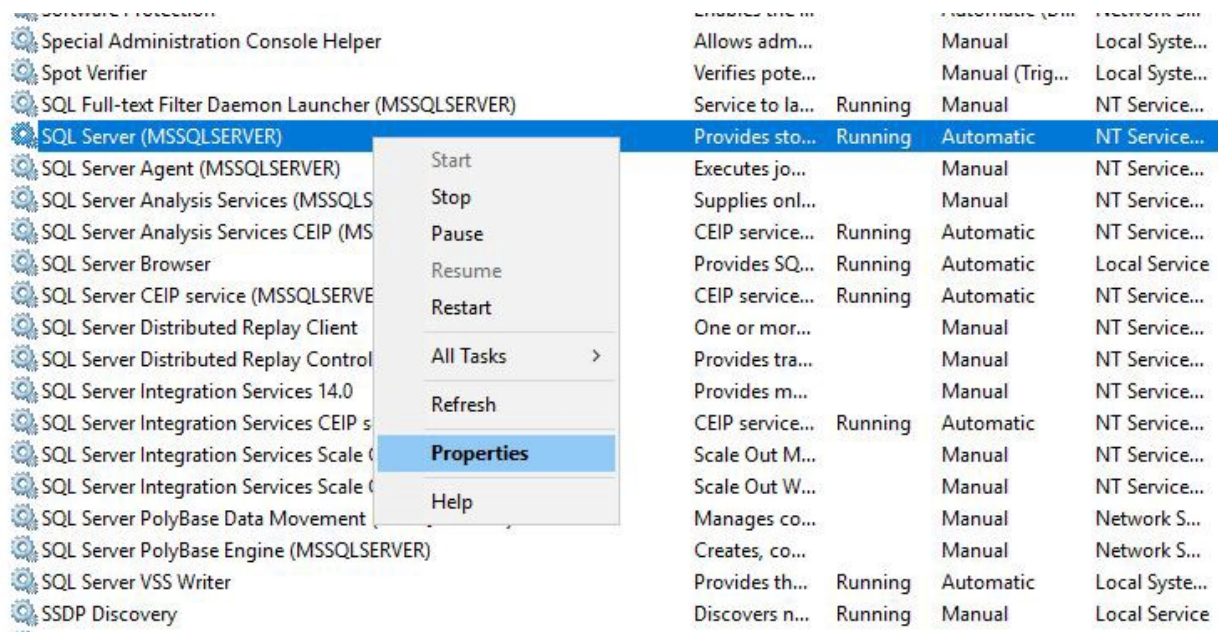 Special Administration Console Helper Allows adm... Manual Local Syste...
Spot Verifier Verifies pote... Manual (Trig... Local Syste...
SQL Full-text Filter Daemon Launcher (MSSQLSERVER) Service to la... Running Manual NT Service...
SQL Server (MSSQLSERVER) Provides sto... Running Automatic NT Service...
SQL Server Agent (MSSQLSERVER) Executes jo... Manual NT Service...
SQL Server Analysis Services (MSSQLS Supplies onl... Manual NT Service...
SQL Server Analysis Services CEIP (MS CEIP service... Running Automatic NT Service...
SQL Server Browser Provides SQ... Running Automatic Local Service
SQL Server CEIP service (MSSQLSERVE CEIP service... Running Automatic NT Service...
SQL Server Distributed Replay Client One or mor... Manual NT Service...
SQL Server Distributed Replay Control Provides tra... Manual NT Service...
SQL Server Integration Services 14.0 Provides m... Manual NT Service...
SQL Server Integration Services CEIP s CEIP service... Running Automatic NT Service...
SQL Server Integration Services Scale Scale Out M... Manual NT Service...
SQL Server Integration Services Scale Scale Out W... Manual NT Service...
SQL Server PolyBase Data Movement Manages co... Manual Network S...
SQL Server PolyBase Engine (MSSQLSERVER) Creates, co... Manual Network S...
SQL Server VSS Writer Provides th... Running Automatic Local Syste...
SSDP Discovery Discovers n... Running Manual Local Service
Start
Stop
Pause
Resume
Restart
All Tasks >
Refresh
Properties
Help